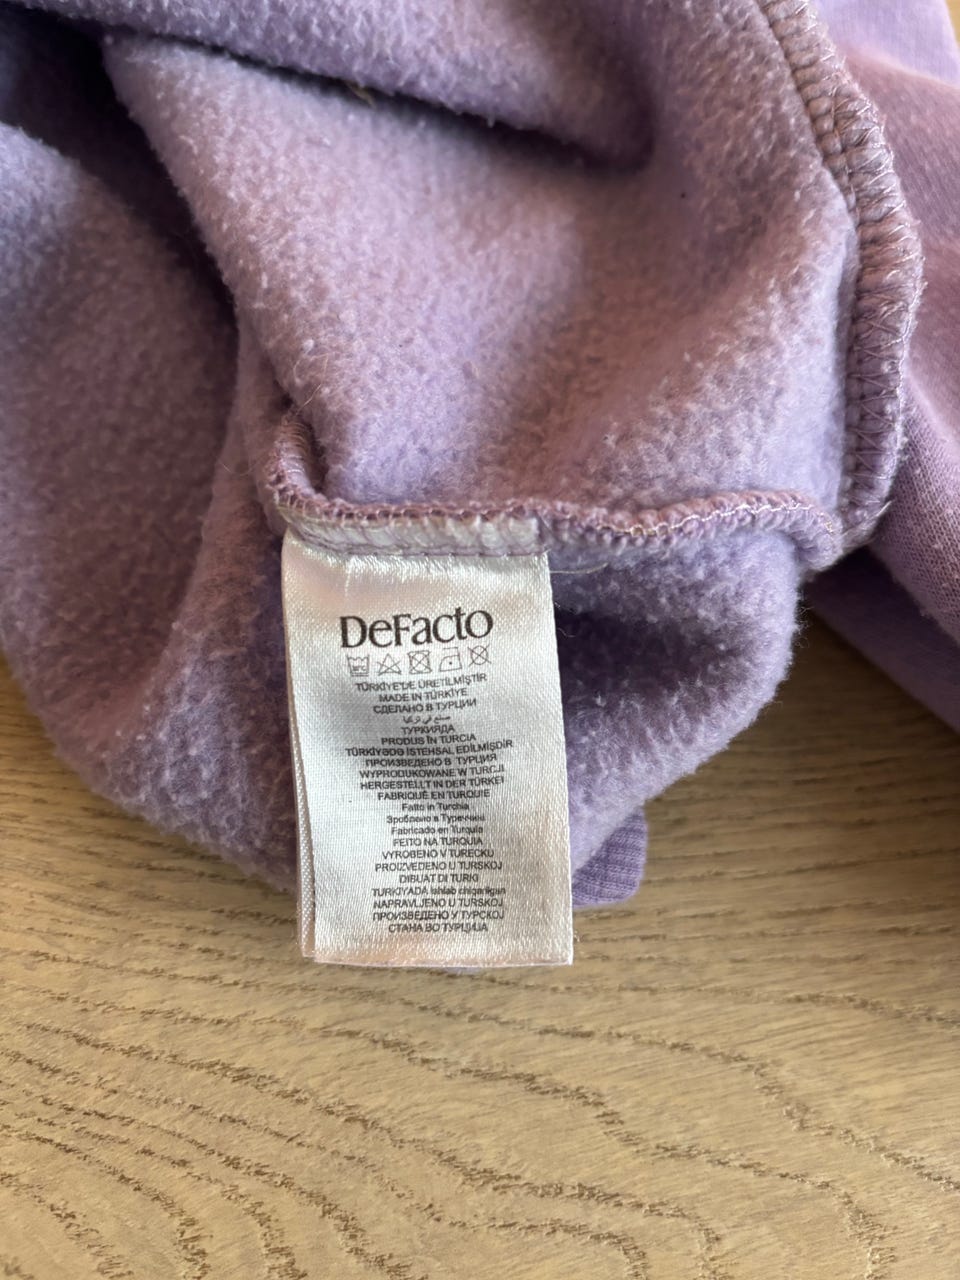 DeFacto
TÜRKİYE'DE ÜRETİLMİŞTİR
MADE IN TÜRKİYE
СДЕЛАНО В ТУРЦИИ
صنع في تركيا
ТУРКИЯДА
PRODUS İN TURCIA
TÜRKİYƏDƏ İSTEHSAL EDİLMİŞDİR
ПРОИЗВЕДЕНО В ТУРЦИЯ
WYPRODUKOWANE W TURCJI
HERGESTELLT IN DER TÜRKEI
FABRIQUÉ EN TURQUIE
Fatto in Turchia
Зроблено в Туреччині
Fabricado en Turquía
FEITO NA TURQUIA
VYROBENO V TURECKU
PROIZVEDENO U TURSKOJ
DIBUAT DI TURKI
TURKIYADA ishlab chiqarilgan
NAPRAVLJENO U TURSKOJ
ПРОИЗВЕДЕНО У ТУРСКОЈ
СТАНА ВО ТУРЦИЈА